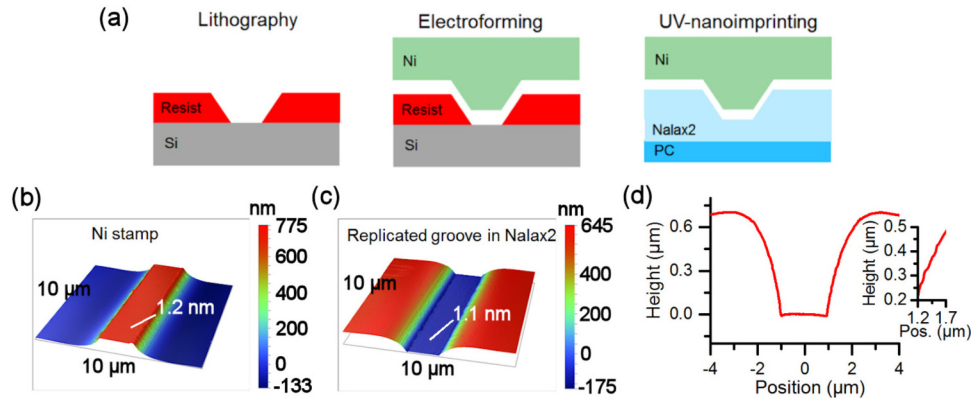 (a)
Lithography
Electroforming
UV-nanoimprinting
Resist
Si
Ni
Resist
Si
Ni
Nalax2
PC
(b)
nm
775
600
400
200
0
-133
Ni stamp
10 µm
1.2 nm
10 µm
(c)
nm
645
400
200
0
-175
Replicated groove in Nalax2
10 µm
1.1 nm
10 µm
(d)
Height (µm)
0.6
0.3
0.0
-4 -2 0 2 4
Position (µm)
Height (µm)
0.5
0.4
0.3
0.2
1.2 1.7
Pos. (µm)